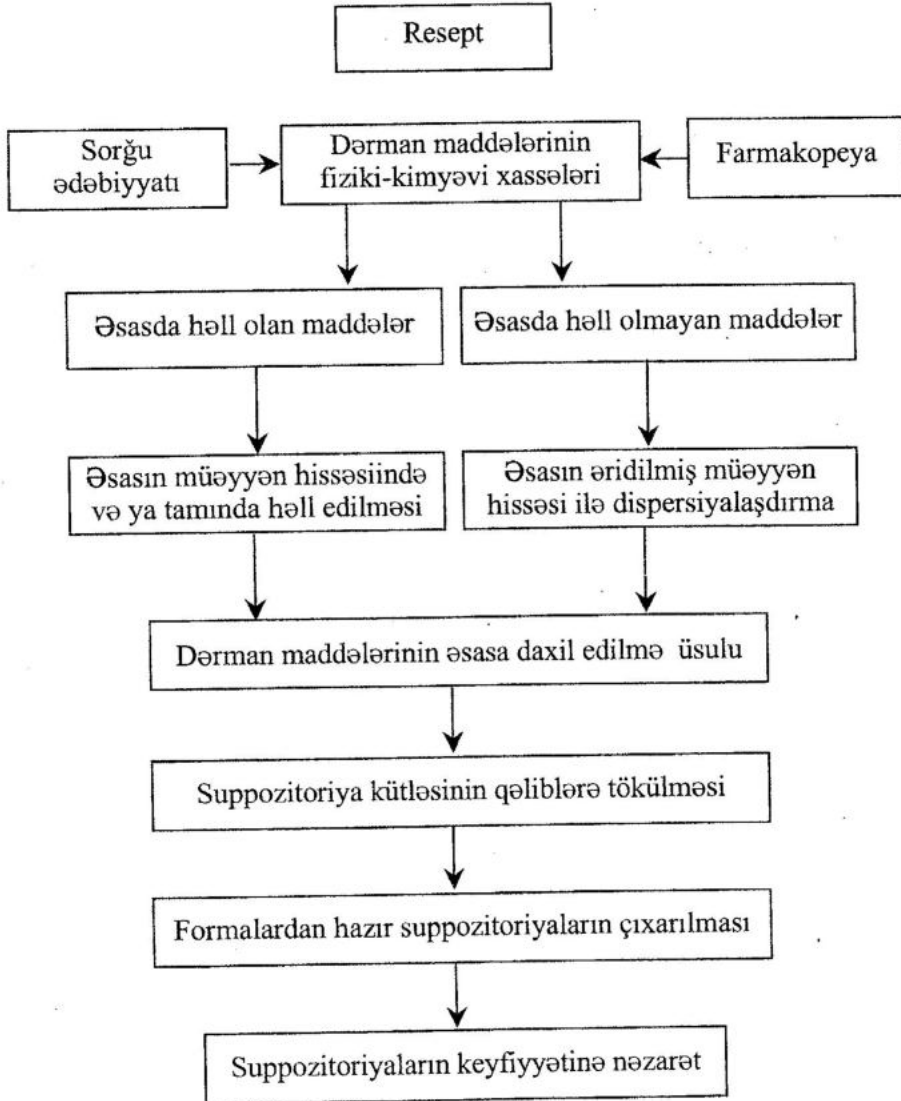 Resept
Sorğu
ədəbiyyatı
Dərman maddələrinin
fiziki-kimyəvi xassələri
Farmakopeya
Əsasda həll olan maddələr
Əsasda həll olmayan maddələr
Əsasın müəyyən hissəsiində
və ya tamında həll edilməsi
Əsasın əridilmiş müəyyən
hissəsi ilə dispersiyalaşdırma
Dərman maddələrinin əsasa daxil edilmə üsulu
Suppozitoriya kütləsinin qəliblərə tökülməsi
Formalardan hazır suppozitoriyaların çıxarılması
Suppozitoriyaların keyfiyyətinə nəzarət